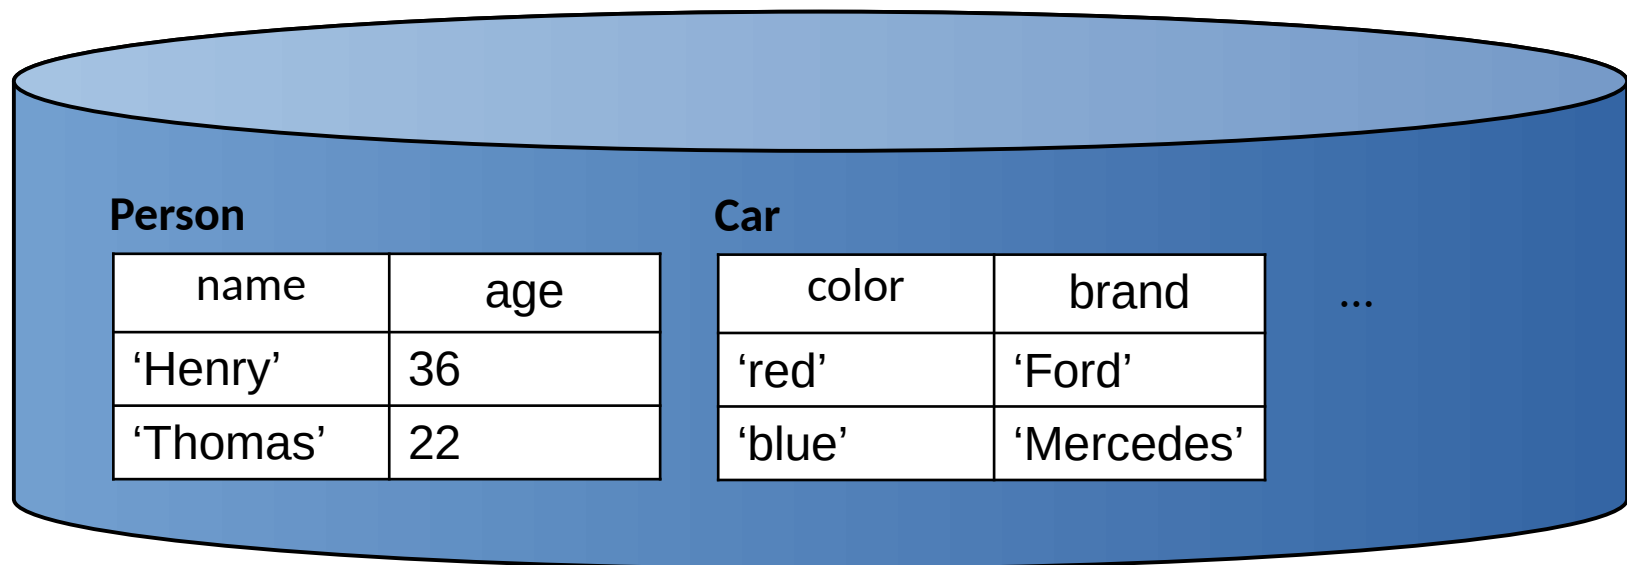 Person Car
name age color brand ...
‘Henry’ 36 ‘red’ ‘Ford’
‘Thomas’ 22 ‘blue’ ‘Mercedes’